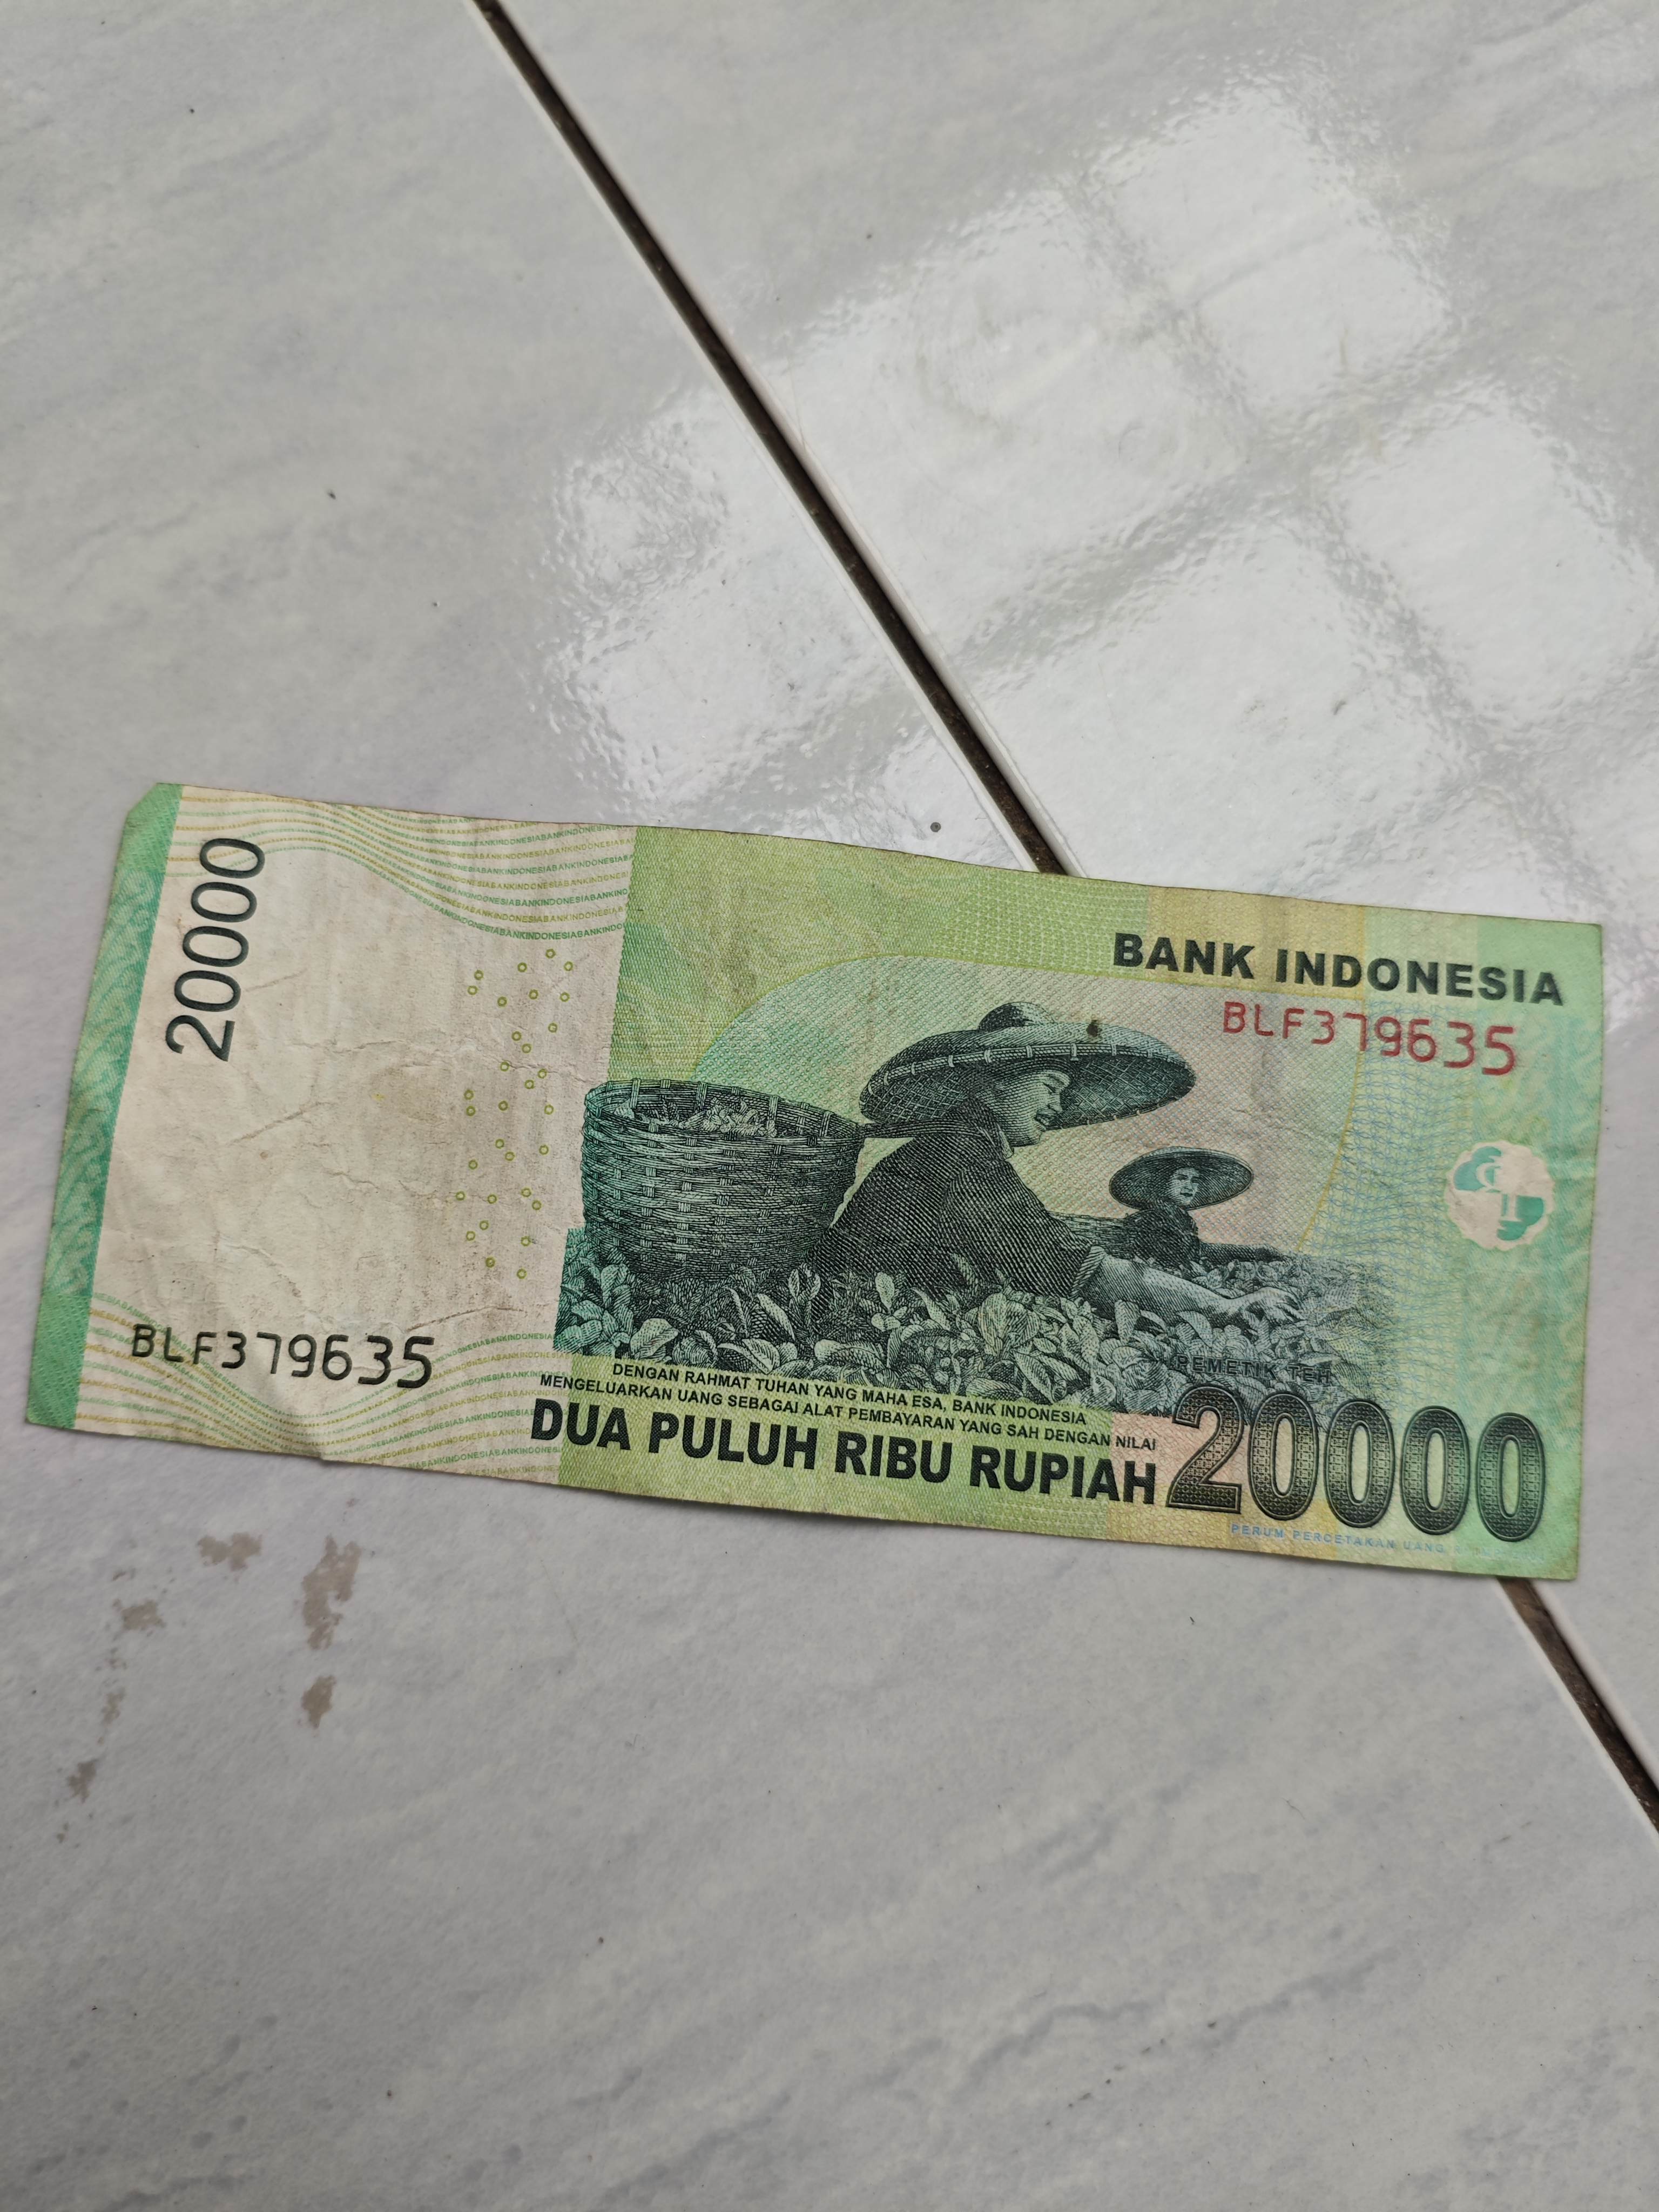 20000
BANK INDONESIA
BLF379635
BLF379635
PEMETIK TEH
DENGAN RAHMAT TUHAN YANG MAHA ESA, BANK INDONESIA
MENGELUARKAN UANG SEBAGAI ALAT PEMBAYARAN YANG SAH DENGAN NILAI
DUA PULUH RIBU RUPIAH
20000
PERUM PERCETAKAN UANG